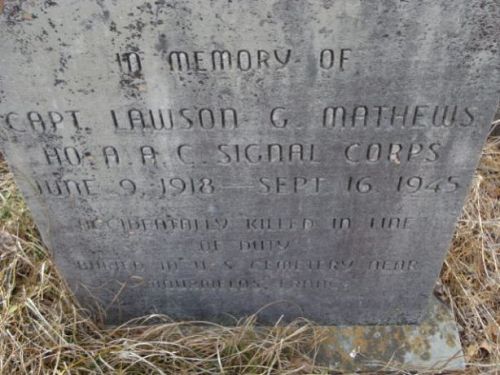 IN MEMORY OF
CAPT LAWSON G. MATHEWS
HQ. A. A. C. SIGNAL CORPS
JUNE 9, 1918 — SEPT 16, 1945
ACCIDENTALLY KILLED IN LINE
OF DUTY
BURIED IN U S CEMETERY NEAR
FRANCE